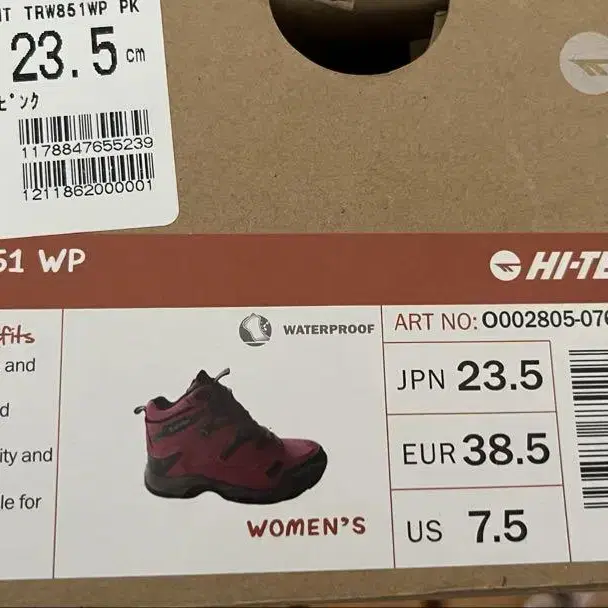 TRW851WP PK
23.5 cm
ピンク
1178847655239
1211862000001
51 WP
HI-TE
fits
and
WATERPROOF
ART NO: O002805-076
JPN 23.5
d
ity and
EUR 38.5
le for
WOMEN'S
US 7.5